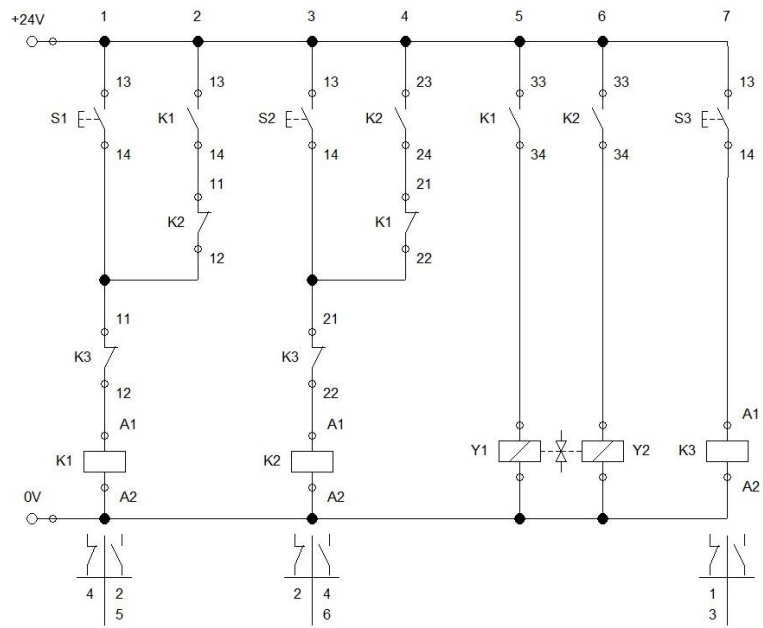 +24V 1 2 3 4 5 6 7
13 13 13 23 33 33 13
S1 K1 S2 K2 K1 K2 S3
14 14 14 24 34 34 14
11 21
K2 K1
12 22
11 21
K3 K3
12 22
A1 A1 A1
K1 K2 Y1 Y2 K3
A2 A2 A2
0V
4 2 2 4 1
5 6 3